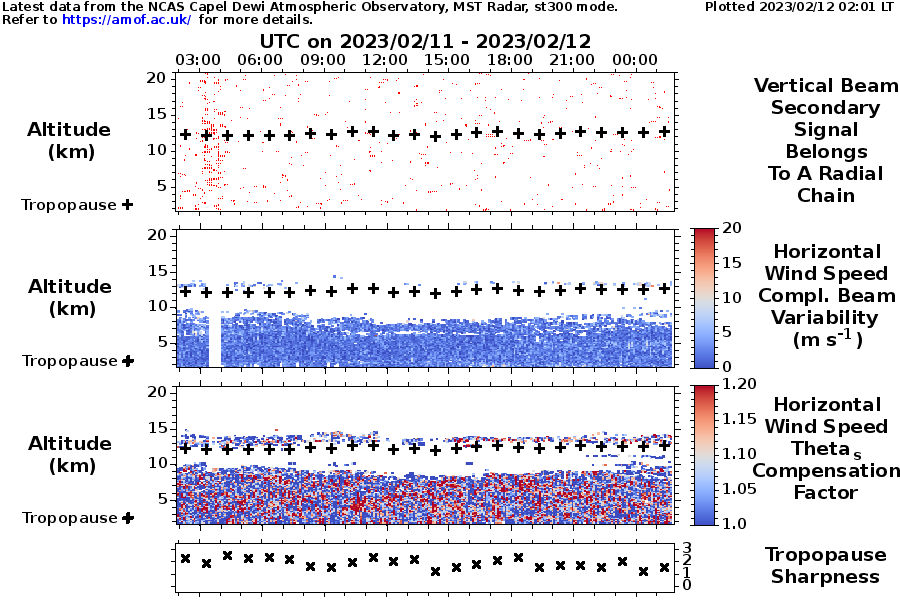 Latest data from the NCAS Capel Dewi Atmospheric Observatory, MST Radar, st300 mode.
Refer to https://amof.ac.uk/ for more details.
Plotted 2023/02/12 02:01 LT
UTC on 2023/02/11 - 2023/02/12
03:00 06:00 09:00 12:00 15:00 18:00 21:00 00:00
20
15
10
5
Altitude
(km)
Tropopause +
Vertical Beam
Secondary
Signal
Belongs
To A Radial
Chain
20
15
10
5
Altitude
(km)
Tropopause +
20
15
10
5
0
Horizontal
Wind Speed
Compl. Beam
Variability
(m s-1)
20
15
10
5
Altitude
(km)
Tropopause +
1.20
1.15
1.10
1.05
1.0
Horizontal
Wind Speed
Theta s
Compensation
Factor
3
2
1
0
Tropopause
Sharpness